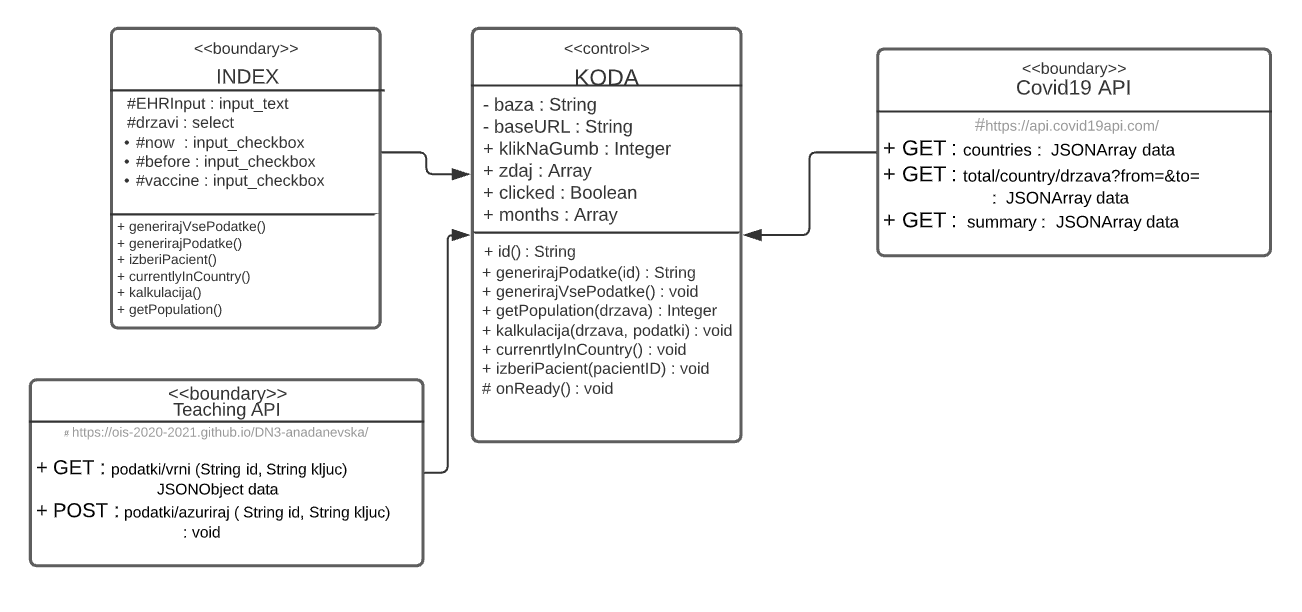 <<boundary>>
INDEX
#EHRInput : input_text
#drzavi : select
• #now : input_checkbox
• #before : input_checkbox
• #vaccine : input_checkbox
+ generirajVsePodatke()
+ generirajPodatke()
+ izberiPacient()
+ currentlyInCountry()
+ kalkulacija()
+ getPopulation()
<<control>>
KODA
- baza : String
- baseURL : String
+ klikNaGumb : Integer
+ zdaj : Array
+ clicked : Boolean
+ months : Array
+ id() : String
+ generirajPodatke(id) : String
+ generirajVsePodatke() : void
+ getPopulation(drzava) : Integer
+ kalkulacija(drzava, podatki) : void
+ currenrtlyInCountry() : void
+ izberiPacient(pacientID) : void
# onReady() : void
<<boundary>>
Covid19 API
#https://api.covid19api.com/
+ GET : countries : JSONArray data
+ GET : total/country/drzava?from=&to=
: JSONArray data
+ GET : summary : JSONArray data
<<boundary>>
Teaching API
# https://ois-2020-2021.github.io/DN3-anadanevska/
+ GET : podatki/vrni (String id, String kljuc)
JSONObject data
+ POST : podatki/azuriraj ( String id, String kljuc)
: void